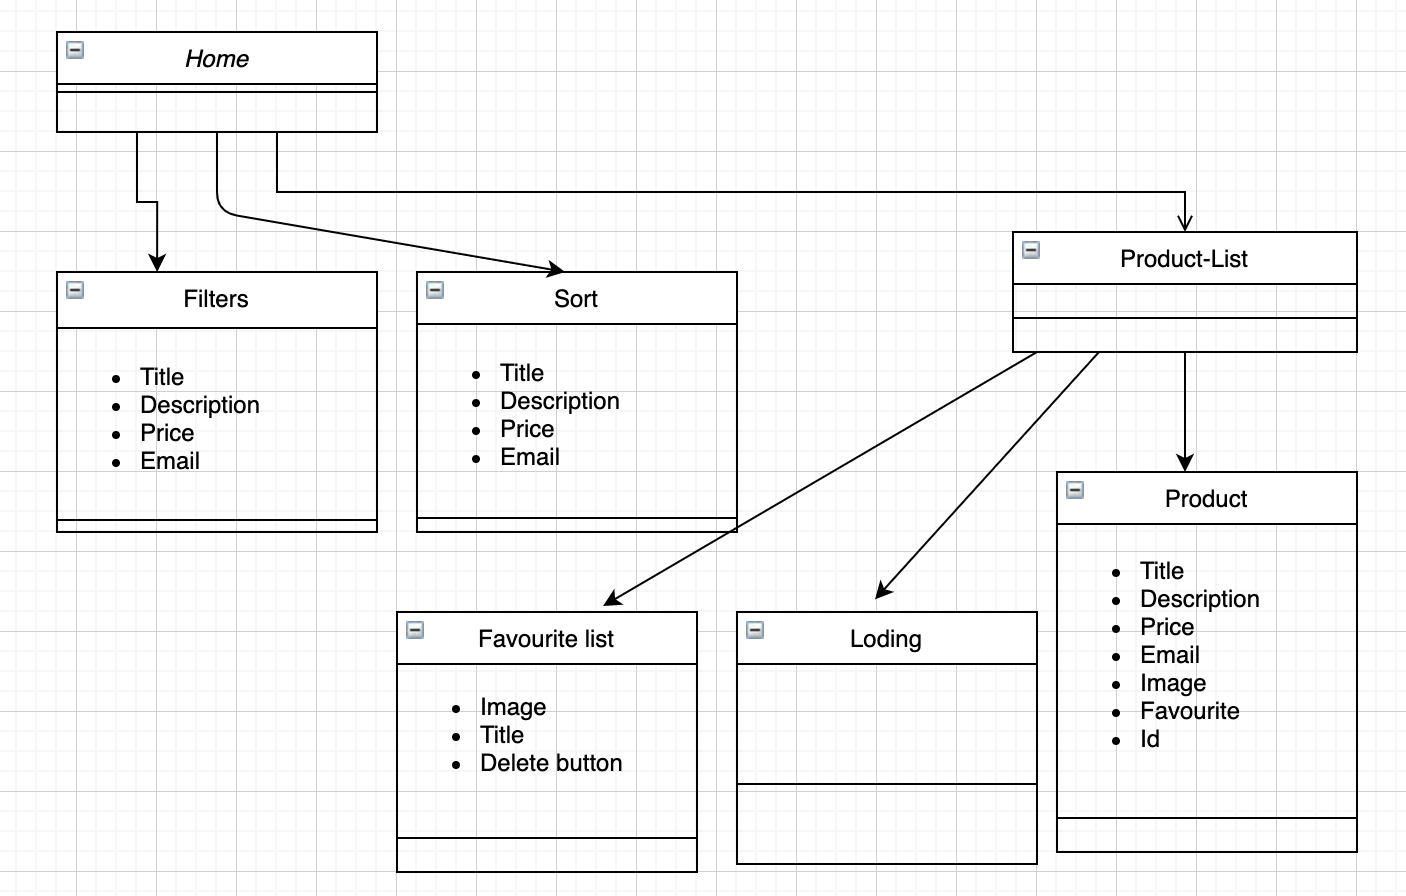 Home
Filters
• Title
• Description
• Price
• Email
Sort
• Title
• Description
• Price
• Email
Product-List
Favourite list
• Image
• Title
• Delete button
Loding
Product
• Title
• Description
• Price
• Email
• Image
• Favourite
• Id